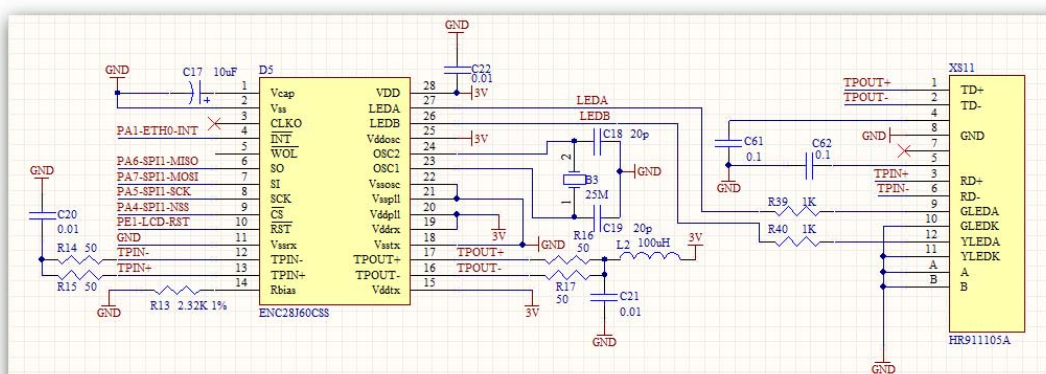 GND
C22
0.01
3V
GND
C17 10uF
D5
1 Vcap
2 Vss
3 CLKO
PA1-ETH0-INT 4 INT
5 WOL
PA6-SPI1-MISO 6 SO
PA7-SPI1-MOSI 7 SI
PA5-SPI1-SCK 8 SCK
PA4-SPI1-NSS 9 CS
PE1-LCD-RST 10 RST
GND 11 Vssrx
TPIN- 12 TPIN-
TPIN+ 13 TPIN+
14 Rbias
GND
C20
0.01
R14 50
R15 50
GND
R13 2.32K 1%
ENC28J60CSS
VDD 28
LEDA 27 LEDA
LEDB 26 LEDB
Vddosc 25 3V
OSC2 24
OSC1 23
Vssosc 22
Vsspll 21
Vddpll 20
Vddrx 19
Vsstx 18
TPOUT+ 17 TPOUT+
TPOUT- 16 TPOUT-
Vddtx 15
C18 20p
2
B3
25M
1
GND
C19 20p
3V
GND
R16
50
L2 100uH
3V
R17
50
C21
0.01
GND
3V
XS11
TPOUT+ 1 TD+
TPOUT- 2 TD-
4
GND 8 GND
7
5
C61
0.1
C62
0.1
GND
TPIN+ 3 RD+
TPIN- 6 RD-
R39 1K
9 GLEDA
10 GLEDK
R40 1K
12 YLEDA
11 YLEDK
A A
B B
HR911105A
GND